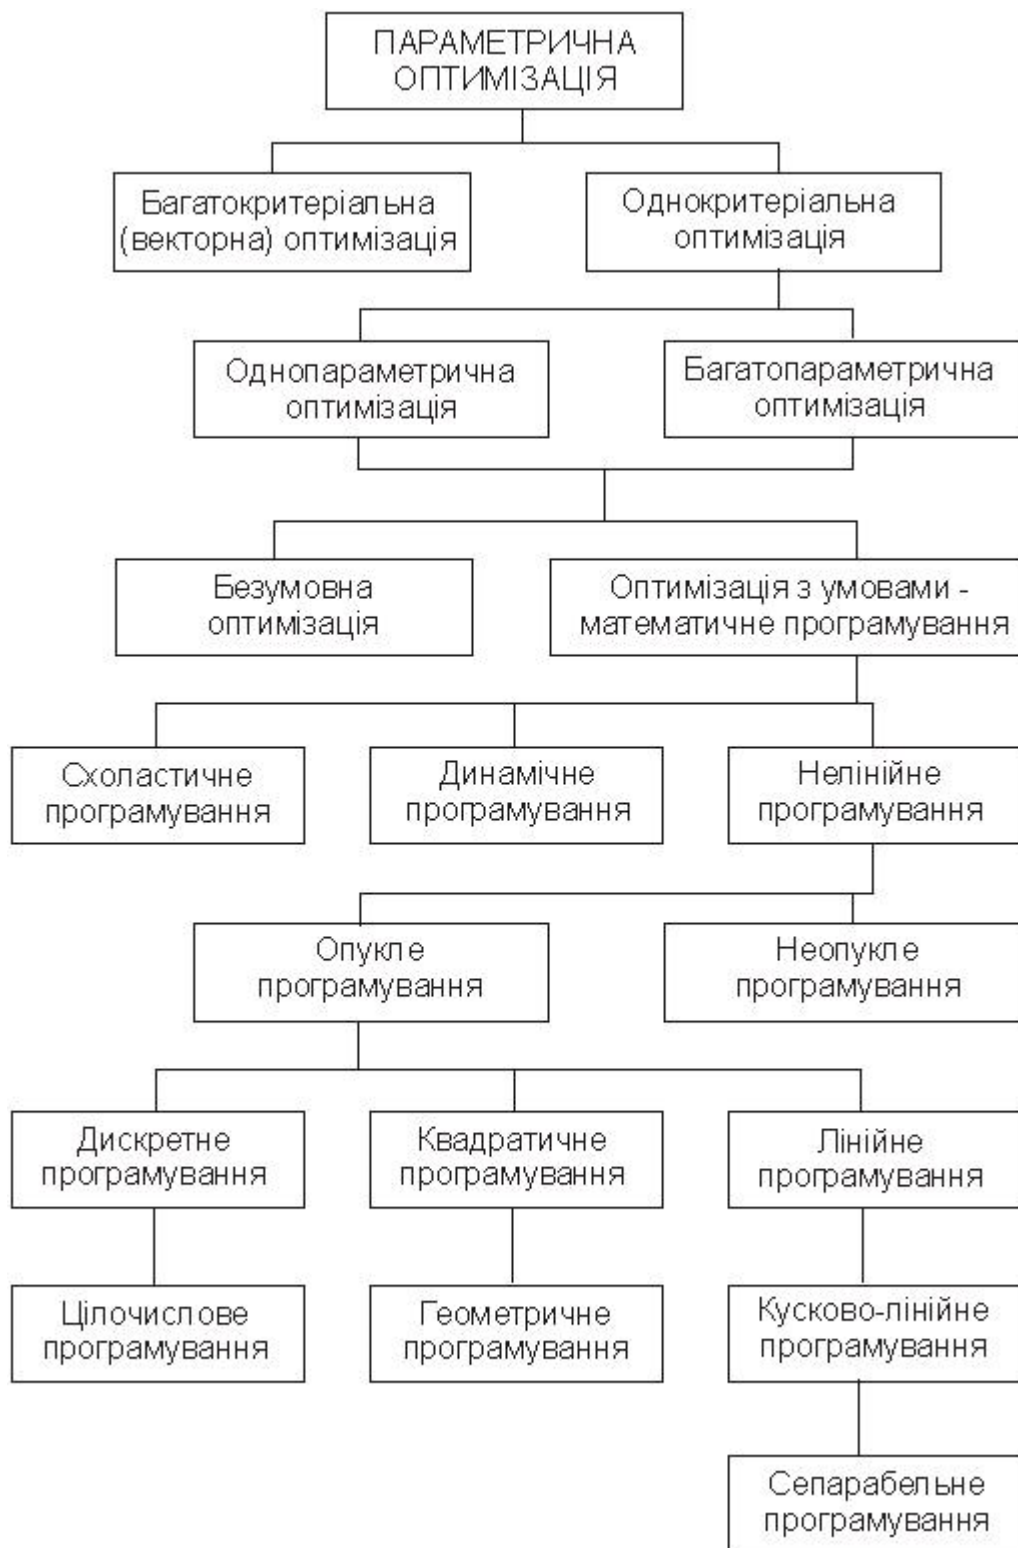 ПАРАМЕТРИЧНА
ОПТИМІЗАЦІЯ
Багатокритеріальна
(векторна) оптимізація
Однокритеріальна
оптимізація
Однопараметрична
оптимізація
Багатопараметрична
оптимізація
Безумовна
оптимізація
Оптимізація з умовами -
математичне програмування
Схоластичне
програмування
Динамічне
програмування
Нелінійне
програмування
Опукле
програмування
Неопукле
програмування
Дискретне
програмування
Квадратичне
програмування
Лінійне
програмування
Цілочислове
програмування
Геометричне
програмування
Кусково-лінійне
програмування
Сепарабельне
програмування